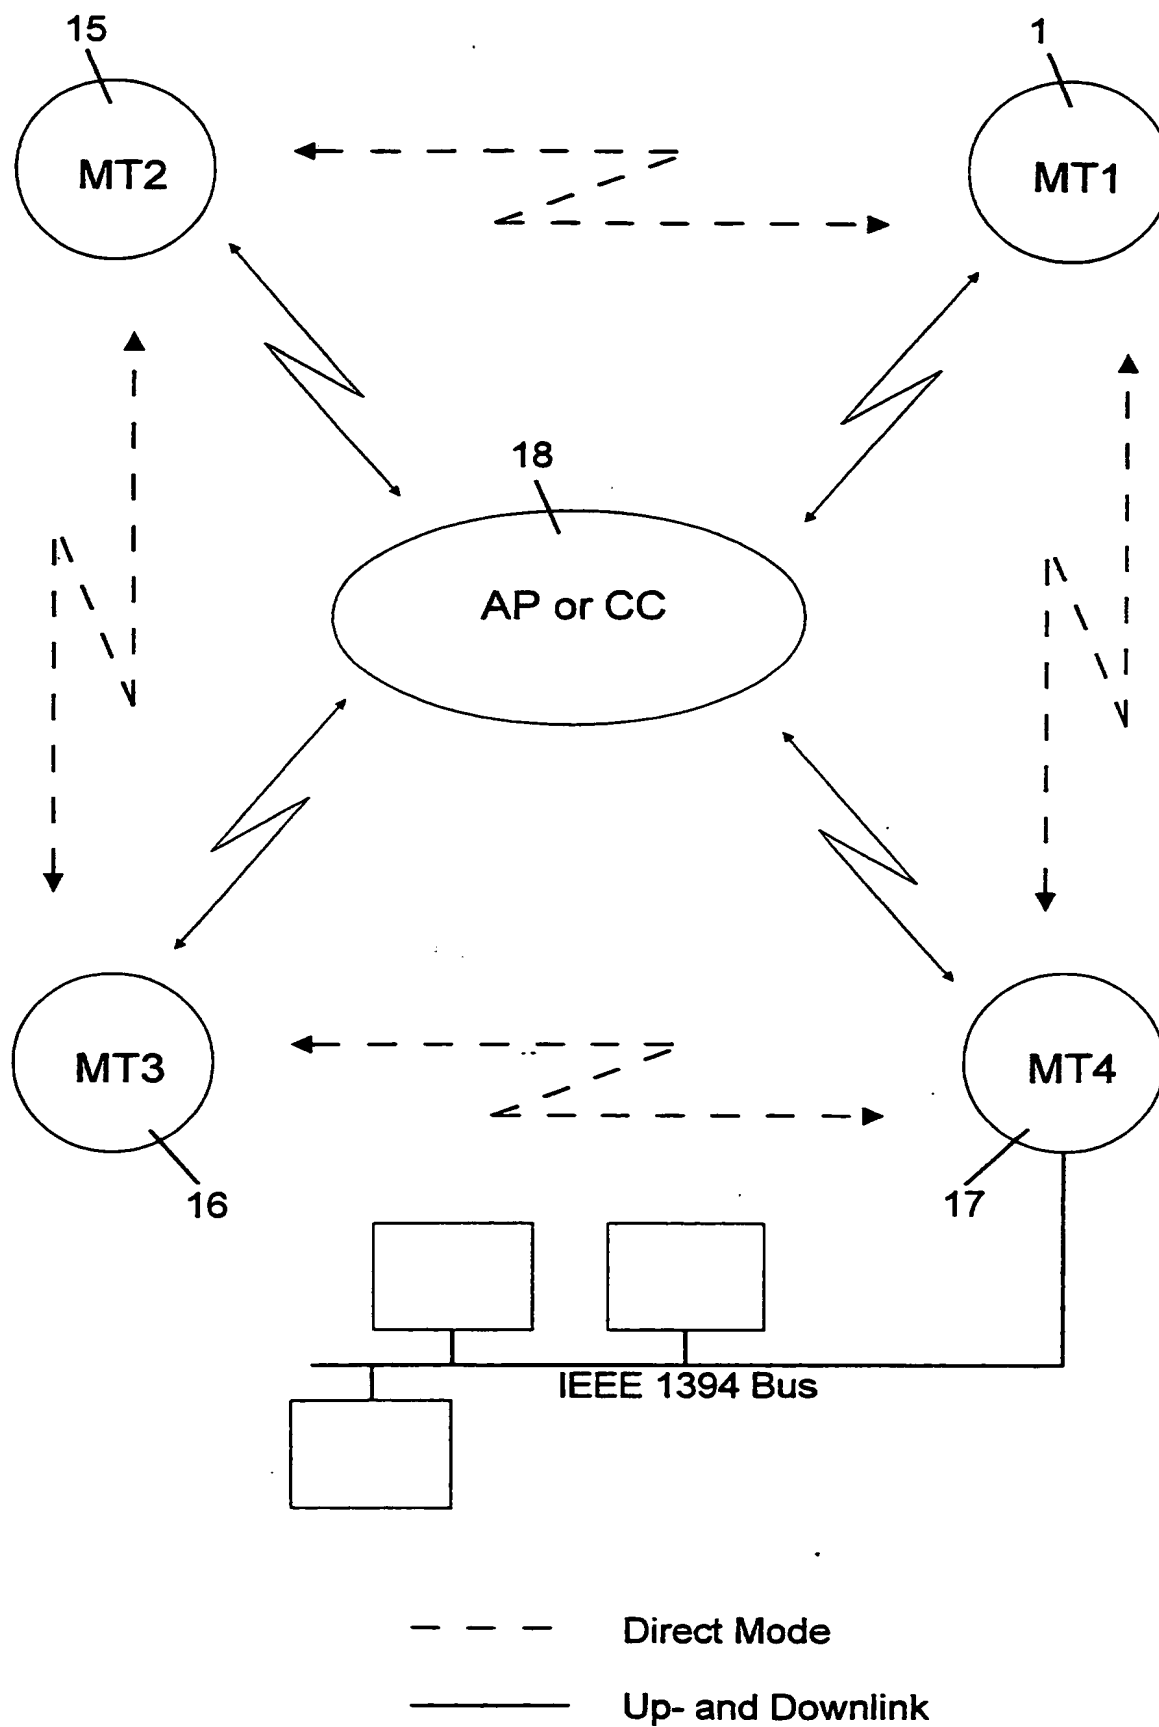 15
1
MT2
MT1
18
AP or CC
MT3
MT4
16
17
IEEE 1394 Bus
Direct Mode
Up- and Downlink